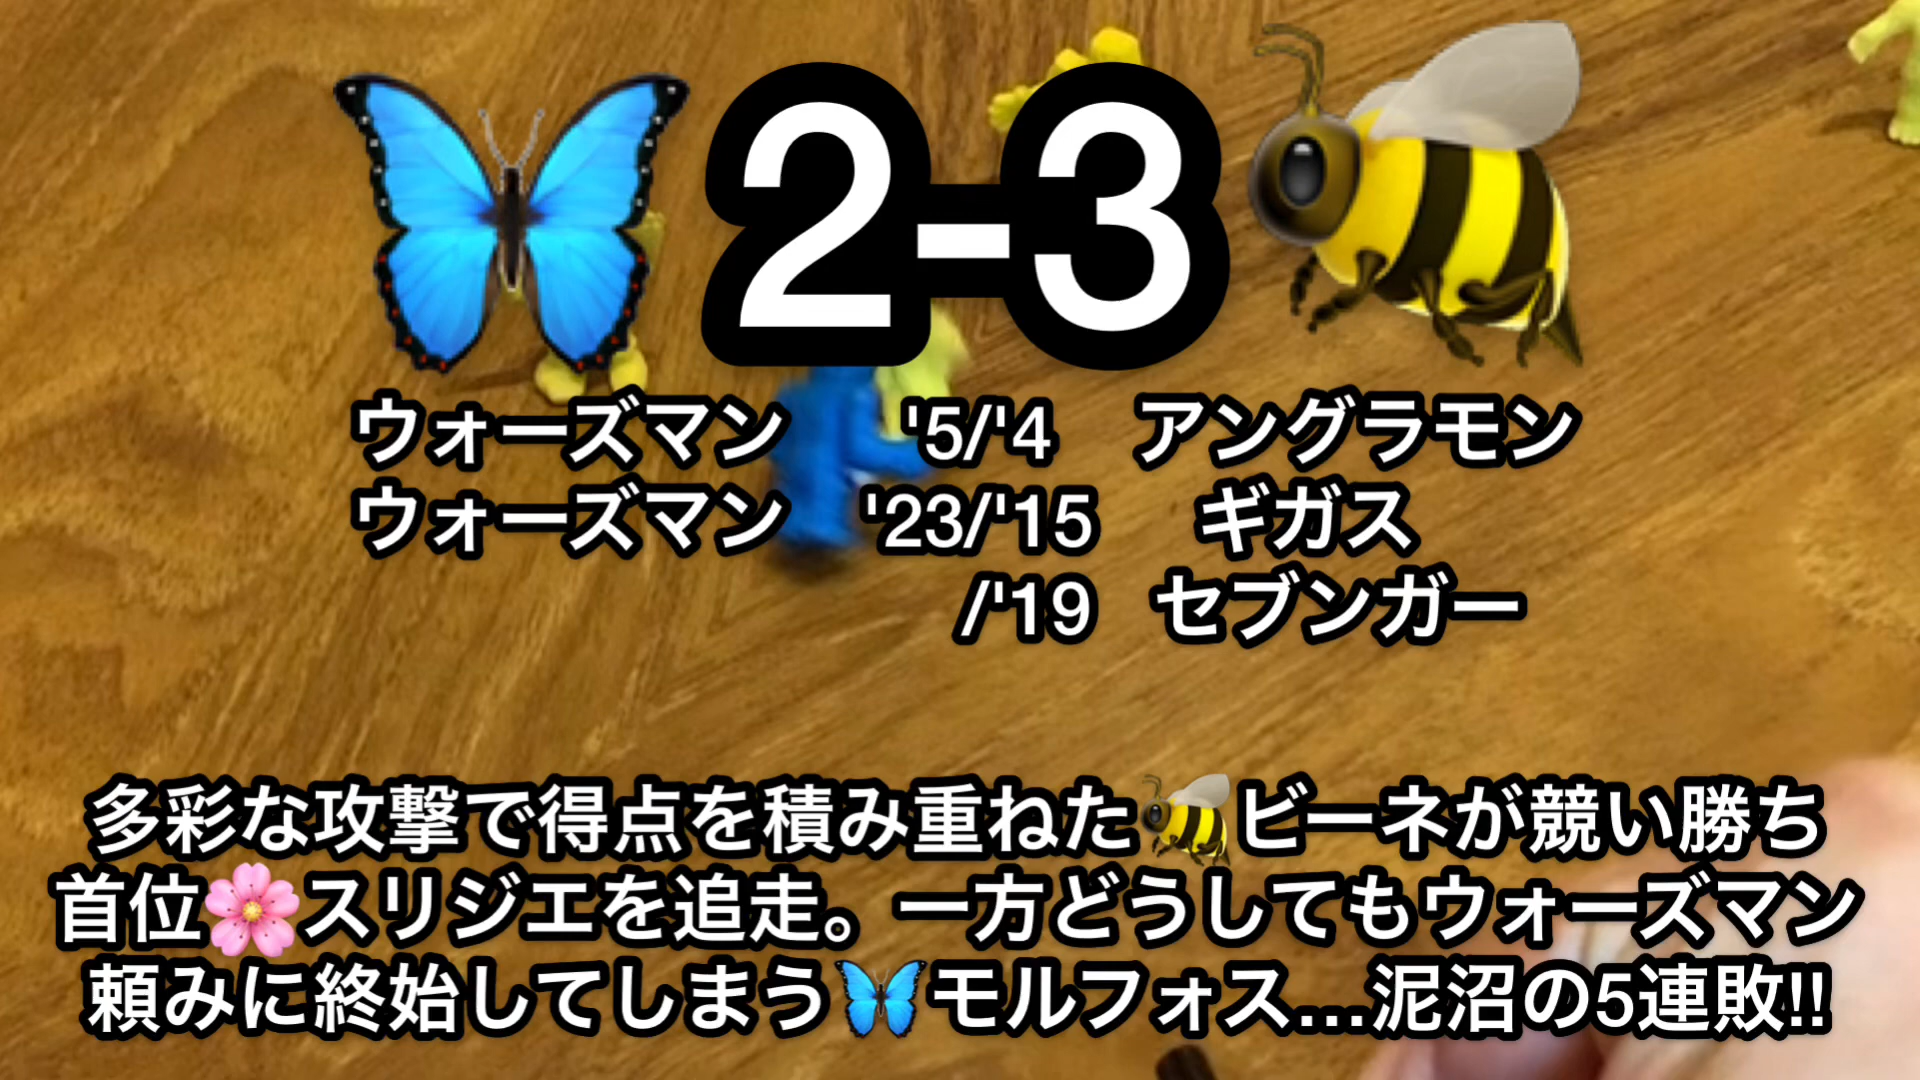 🦋2-3🐝
ウォーズマン '5/'4 アングラモン
ウォーズマン '23/'15 ギガス
/'19 セブンガー
多彩な攻撃で得点を積み重ねた🐝ビーネが競い勝ち
首位🌸スリジエを追走。一方どうしてもウォーズマン
頼みに終始してしまう🦋モルフォス...泥沼の5連敗!!